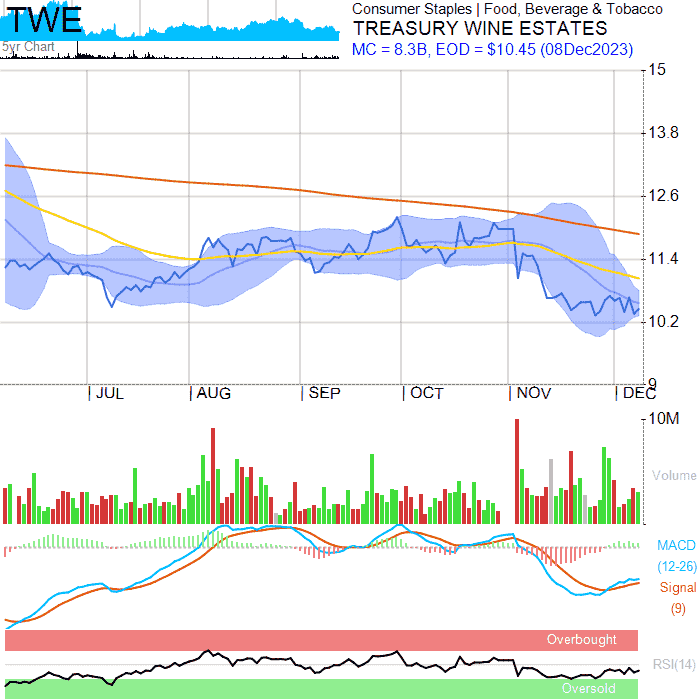 TWE
5yr Chart
Consumer Staples | Food, Beverage & Tobacco
TREASURY WINE ESTATES
MC = 8.3B, EOD = $10.45 (08Dec2023)
15
13.8
12.6
11.4
10.2
9
JUL AUG SEP OCT NOV DEC
10M
Volume
MACD
(12-26)
Signal
(9)
Overbought
RSI(14)
Oversold